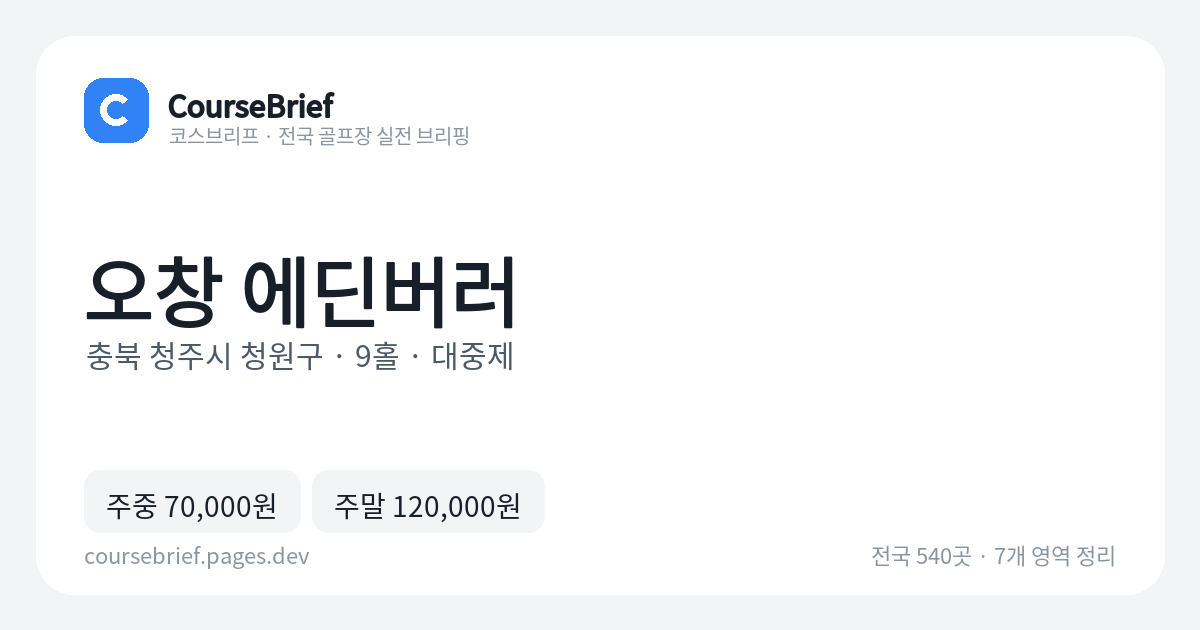 CourseBrief
코스브리프 · 전국 골프장 실전 브리핑
오창 에딘버러
충북 청주시 청원구 · 9홀 · 대중제
주중 70,000원 주말 120,000원
coursebrief.pages.dev 전국 540곳 · 7개 영역 정리